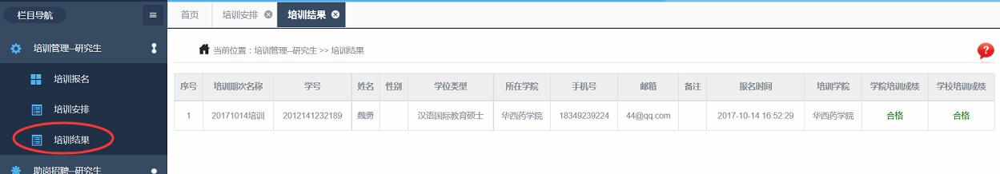 栏目导航
首页 培训安排 培训结果
培训管理--研究生
当前位置：培训管理--研究生 >> 培训结果
培训报名
培训安排
培训结果
助岗招聘--研究生
序号 培训期次名称 学号 姓名 性别 学位类型 所在学院 手机号 邮箱 备注 报名时间 培训学院 学院培训成绩 学校培训成绩
1 20171014培训 2012141232189 魏勇 汉语国际教育硕士 华西药学院 18349239224 44@qq.com 2017-10-14 16:52:29 华西药学院 合格 合格